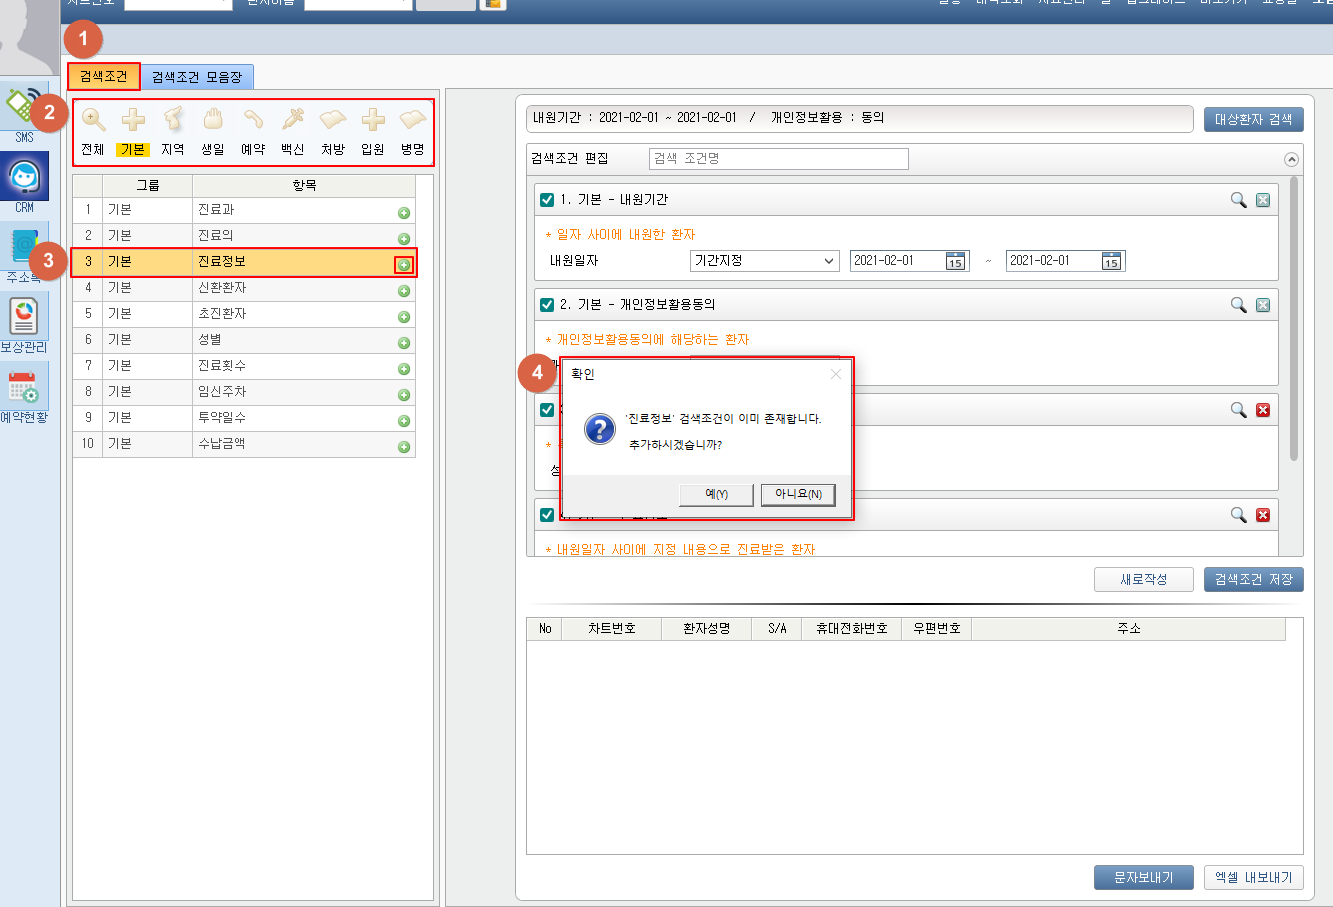 1
검색조건
검색조건 모음장
2
SMS
CRM
3
보상관리
예약현황
전체
기본
지역
생일
예약
백신
처방
입원
병명
그룹
항목
1 기본 진료과
2 기본 진료의
3 기본 진료정보
4 기본 신환환자
5 기본 초진환자
6 기본 성별
7 기본 진료횟수
8 기본 임신주차
9 기본 투약일수
10 기본 수납금액
내원기간 : 2021-02-01 ~ 2021-02-01 / 개인정보활용 : 동의
대상환자 검색
검색조건 편집
검색 조건명
1. 기본 - 내원기간
* 일자 사이에 내원한 환자
내원일자
기간지정
2021-02-01
15
~
2021-02-01
15
2. 기본 - 개인정보활용동의
* 개인정보활용동의에 해당하는 환자
4
확인
'진료정보' 검색조건이 이미 존재합니다.
추가하시겠습니까?
예(Y)
아니요(N)
* 내원일자 사이에 지정 내용으로 진료받은 환자
새로작성
검색조건 저장
No
차트번호
환자성명
S/A
휴대전화번호
우편번호
주소
문자보내기
엑셀 내보내기